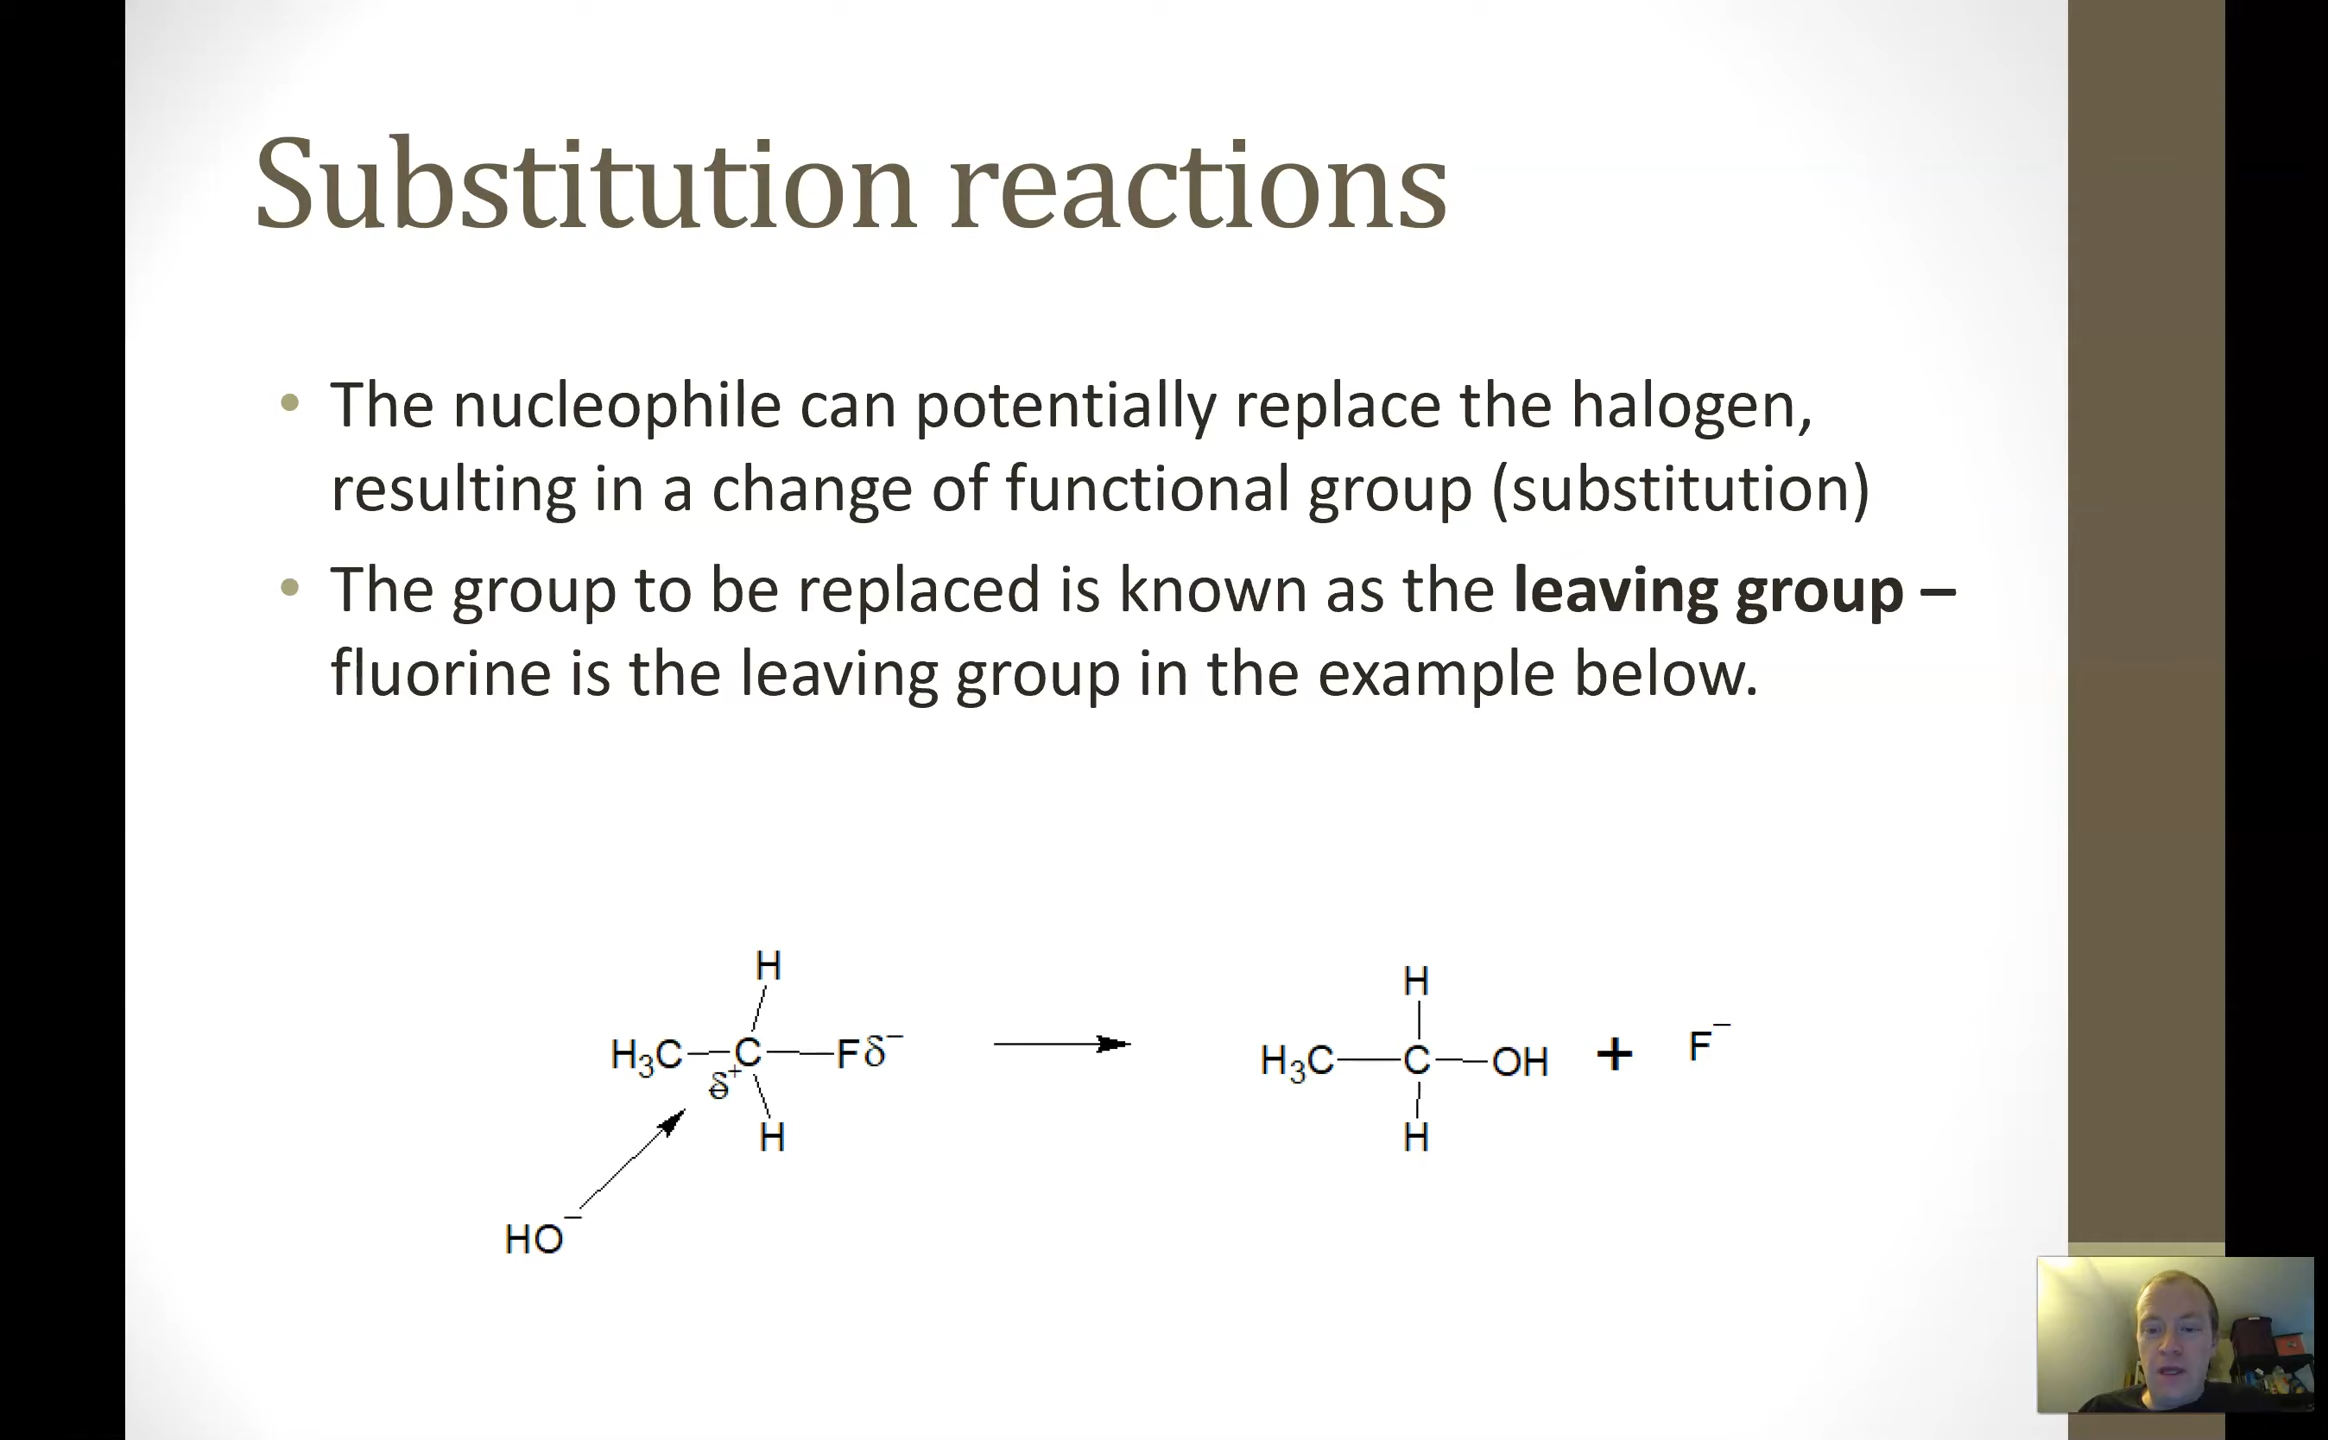 Substitution reactions
• The nucleophile can potentially replace the halogen,
resulting in a change of functional group (substitution)
• The group to be replaced is known as the leaving group –
fluorine is the leaving group in the example below.
H
H
H₃C—C—Fδ⁻
H₃C—C—OH + F⁻
δ⁺
H
H
HO⁻